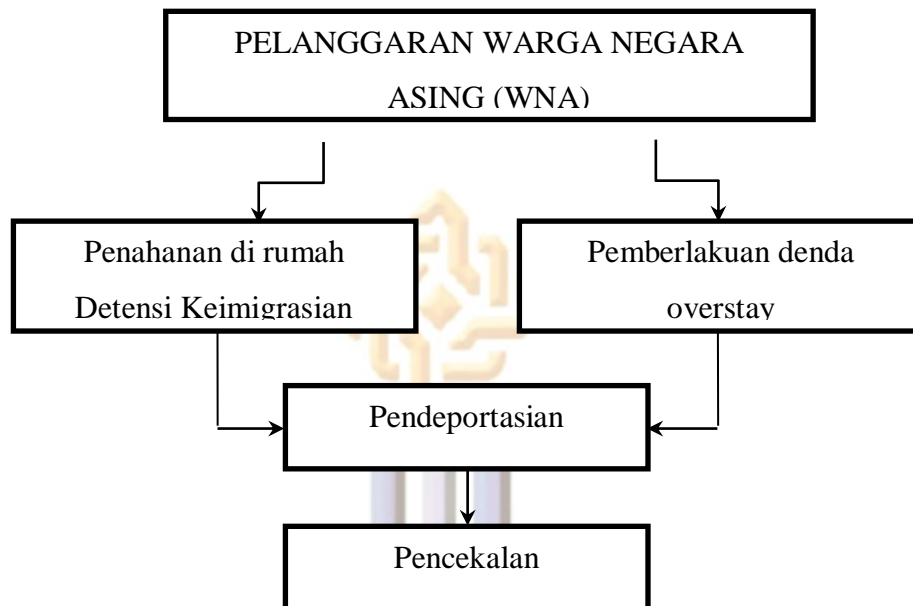 PELANGGARAN WARGA NEGARA
ASING (WNA)
Penahanan di rumah
Detensi Keimigrasian
Pemberlakuan denda
overstay
Pendeportasian
Pencekalan